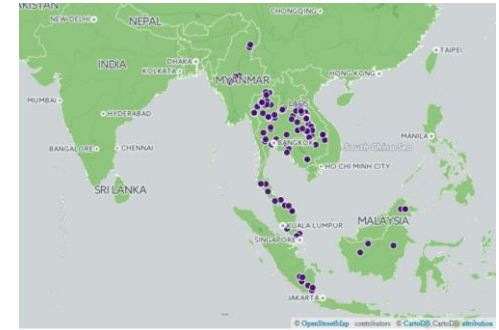 KISTAN
CHONGQING
NEW DELHI
NEPAL
TAIPEI
DHAKA
INDIA
KOLKATA
MYANMAR
HONG KONG
LAOS
MUMBAI
HYDERABAD
MANILA
BANGKOK
South China Sea
BANGALORE
CHENNAI
HO CHI MINH CITY
SRI LANKA
KUALA LUMPUR
MALAYSIA
SINGAPORE
JAKARTA
© OpenStreetMap contributors © CartoDB, CartoDB attribution